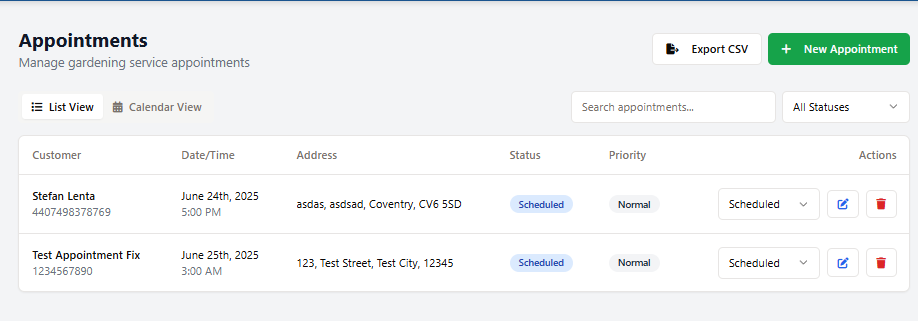 Appointments
Manage gardening service appointments
Export CSV
New Appointment
List View
Calendar View
Search appointments...
All Statuses
Customer Date/Time Address Status Priority Actions
Stefan Lenta June 24th, 2025 asdas, asdsad, Coventry, CV6 5SD Scheduled Normal Scheduled
4407498378769 5:00 PM
Test Appointment Fix June 25th, 2025 123, Test Street, Test City, 12345 Scheduled Normal Scheduled
1234567890 3:00 AM